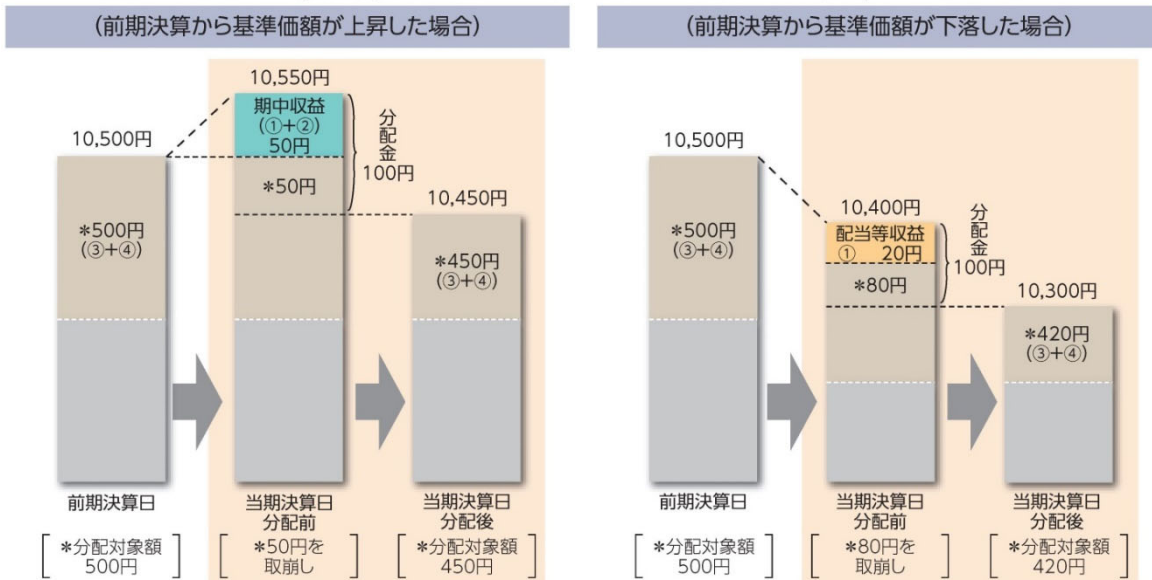 (前期決算から基準価額が上昇した場合)
10,500円
*500円
(③+④)
前期決算日
*分配対象額
500円
10,550円
期中収益
(①+②)
50円
*50円
分配金
100円
当期決算日
分配前
*50円を
取崩し
10,450円
*450円
(③+④)
当期決算日
分配後
*分配対象額
450円
(前期決算から基準価額が下落した場合)
10,500円
*500円
(③+④)
前期決算日
*分配対象額
500円
10,400円
配当等収益
① 20円
*80円
分配金
100円
当期決算日
分配前
*80円を
取崩し
10,300円
*420円
(③+④)
当期決算日
分配後
*分配対象額
420円